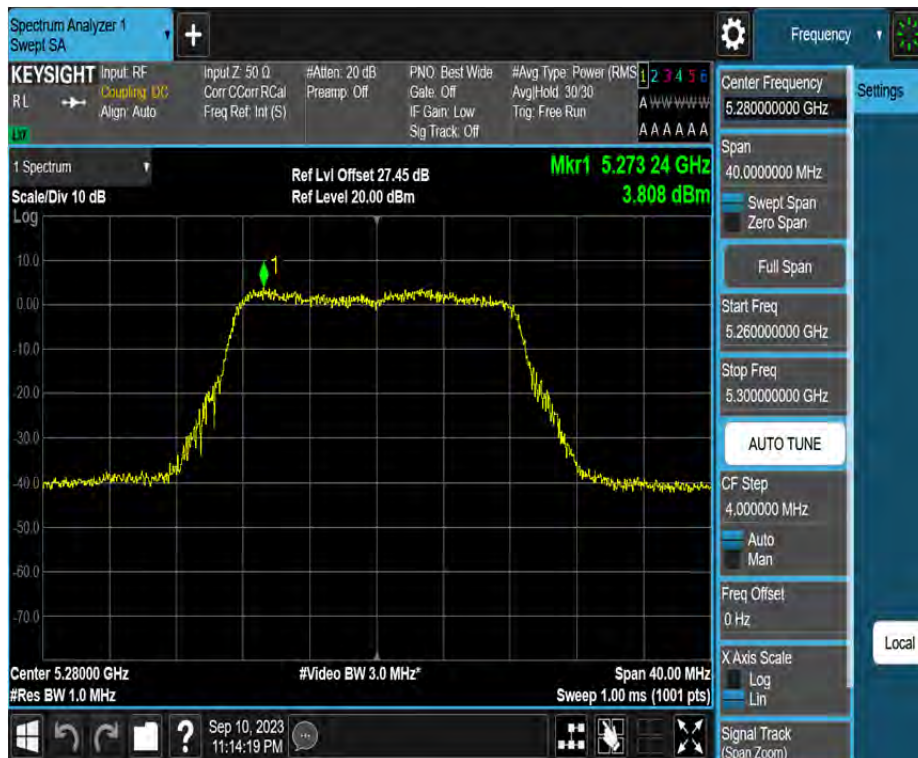 Spectrum Analyzer 1
Swept SA
Frequency
KEYSIGHT
RL
LXI
Input: RF
Coupling: DC
Align: Auto
Input Z: 50 Ω
Corr CCorr RCal
Freq Ref: Int (S)
#Atten: 20 dB
Preamp: Off
PNO: Best Wide
Gate: Off
IF Gain: Low
Sig Track: Off
#Avg Type: Power (RMS
Avg|Hold: 30/30
Trig: Free Run
1 2 3 4 5 6
A W W W W W
A A A A A A
1 Spectrum
Scale/Div 10 dB
Log
Ref Lvl Offset 27.45 dB
Ref Level 20.00 dBm
Mkr1 5.273 24 GHz
3.808 dBm
1
10.0
0.00
-10.0
-20.0
-30.0
-40.0
-50.0
-60.0
-70.0
Center 5.28000 GHz
#Res BW 1.0 MHz
#Video BW 3.0 MHz*
Span 40.00 MHz
Sweep 1.00 ms (1001 pts)
?
Sep 10, 2023
11:14:19 PM
Center Frequency
5.280000000 GHz
Span
40.0000000 MHz
Swept Span
Zero Span
Full Span
Start Freq
5.260000000 GHz
Stop Freq
5.300000000 GHz
AUTO TUNE
CF Step
4.000000 MHz
Auto
Man
Freq Offset
0 Hz
X Axis Scale
Log
Lin
Signal Track
(Span Zoom)
Settings
Local